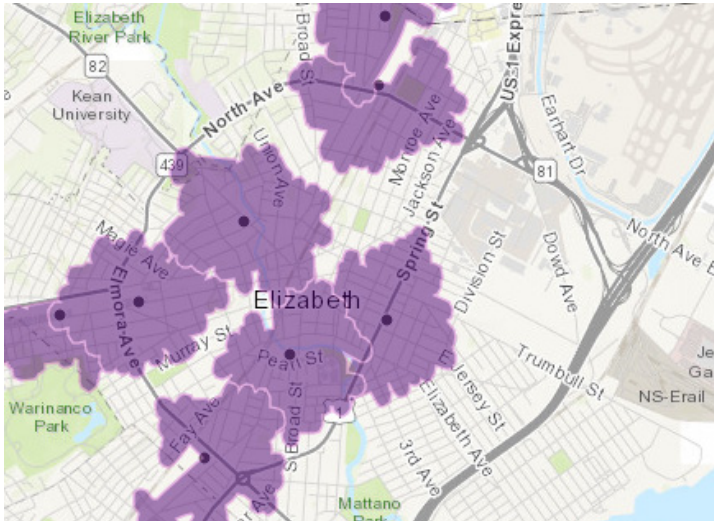 Elizabeth
River Park
N Broad St
US-1 Expre
82
Kean
University
North-Ave
Earhart Dr
Union Ave
Monroe Ave
439
Jackson Ave
81
Magie Ave
Spring St
North Ave E
Division St
Dowd Ave
Elmora-Ave
Elizabeth
Murray St
Pearl St
E Jersey St
Trumbull St
Je
Ga
NS-Erail
Warinanco
Park
Fay Ave
S Broad St
1
Elizabeth Ave
3rd Ave
Mattano
Park